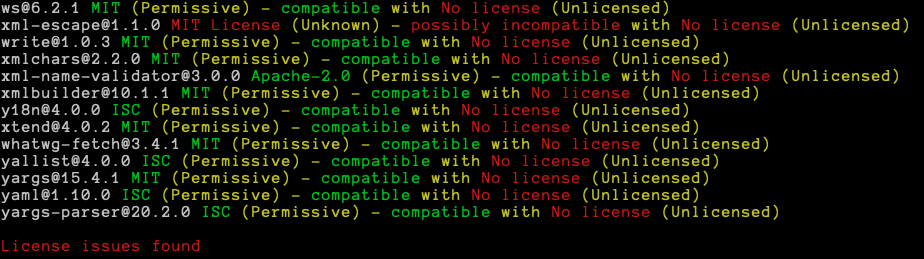 ws@6.2.1 MIT (Permissive) – compatible with No license (Unlicensed)
xml-escape@1.1.0 MIT License (Unknown) – possibly incompatible with No license (Unlicensed)
write@1.0.3 MIT (Permissive) – compatible with No license (Unlicensed)
xmlchars@2.2.0 MIT (Permissive) – compatible with No license (Unlicensed)
xml-name-validator@3.0.0 Apache-2.0 (Permissive) – compatible with No license (Unlicensed)
xmlbuilder@10.1.1 MIT (Permissive) – compatible with No license (Unlicensed)
y18n@4.0.0 ISC (Permissive) – compatible with No license (Unlicensed)
xtend@4.0.2 MIT (Permissive) – compatible with No license (Unlicensed)
whatwg-fetch@3.4.1 MIT (Permissive) – compatible with No license (Unlicensed)
yallist@4.0.0 ISC (Permissive) – compatible with No license (Unlicensed)
yargs@15.4.1 MIT (Permissive) – compatible with No license (Unlicensed)
yaml@1.10.0 ISC (Permissive) – compatible with No license (Unlicensed)
yargs-parser@20.2.0 ISC (Permissive) – compatible with No license (Unlicensed)
License issues found